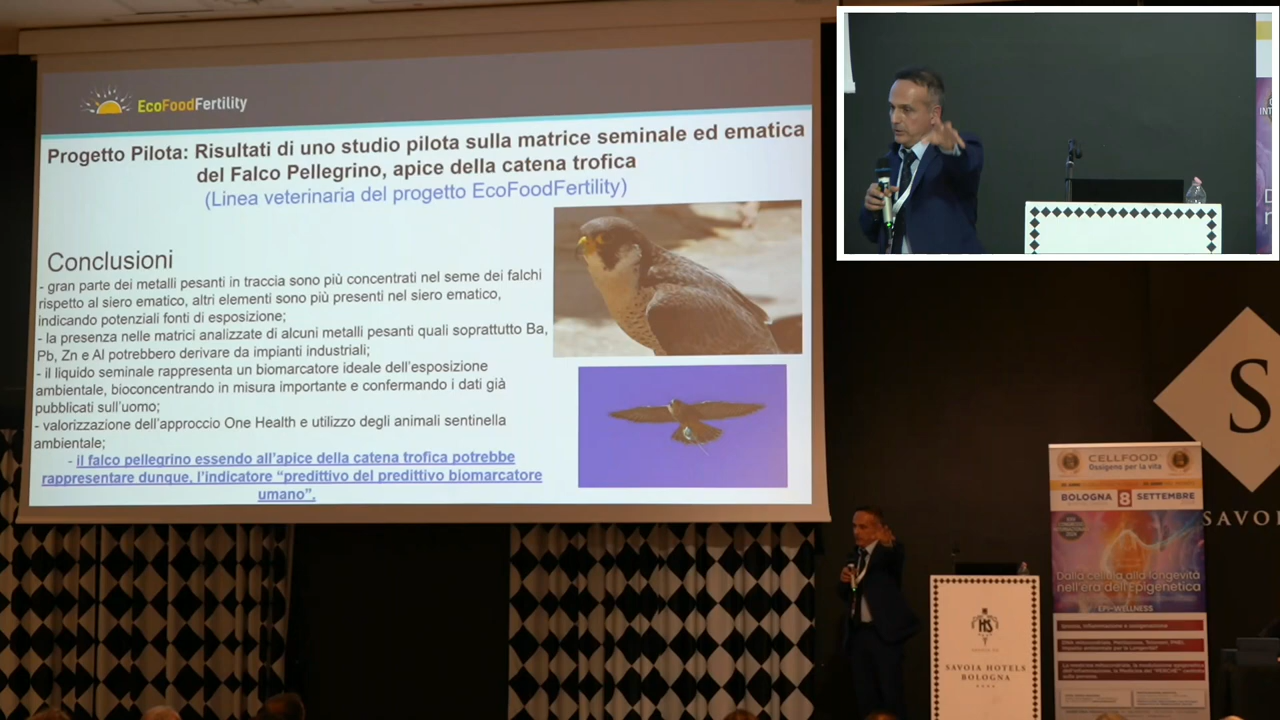 EcoFoodFertility
Progetto Pilota: Risultati di uno studio pilota sulla matrice seminale ed ematica
del Falco Pellegrino, apice della catena trofica
(Linea veterinaria del progetto EcoFoodFertility)
Conclusioni
- gran parte dei metalli pesanti in traccia sono più concentrati nel seme dei falchi
rispetto al siero ematico, altri elementi sono più presenti nel siero ematico,
indicando potenziali fonti di esposizione;
- la presenza nelle matrici analizzate di alcuni metalli pesanti quali soprattutto Ba,
Pb, Zn e Al potrebbero derivare da impianti industriali;
- il liquido seminale rappresenta un biomarcatore ideale dell'esposizione
ambientale, bioconcentrando in misura importante e confermando i dati già
pubblicati sull'uomo;
- valorizzazione dell'approccio One Health e utilizzo degli animali sentinella
ambientale;
- il falco pellegrino essendo all'apice della catena trofica potrebbe
rappresentare dunque, l'indicatore “predittivo del predittivo biomarcatore
umano”.
S
SAVOI
HS
SAVOIA HOTELS
BOLOGNA
CELLFOOD
Ossigeno per la vita
BOLOGNA 8 SETTEMBRE
Dalla cellula alla longevità
nell'era dell'Epigenetica
EPI-WELLNESS